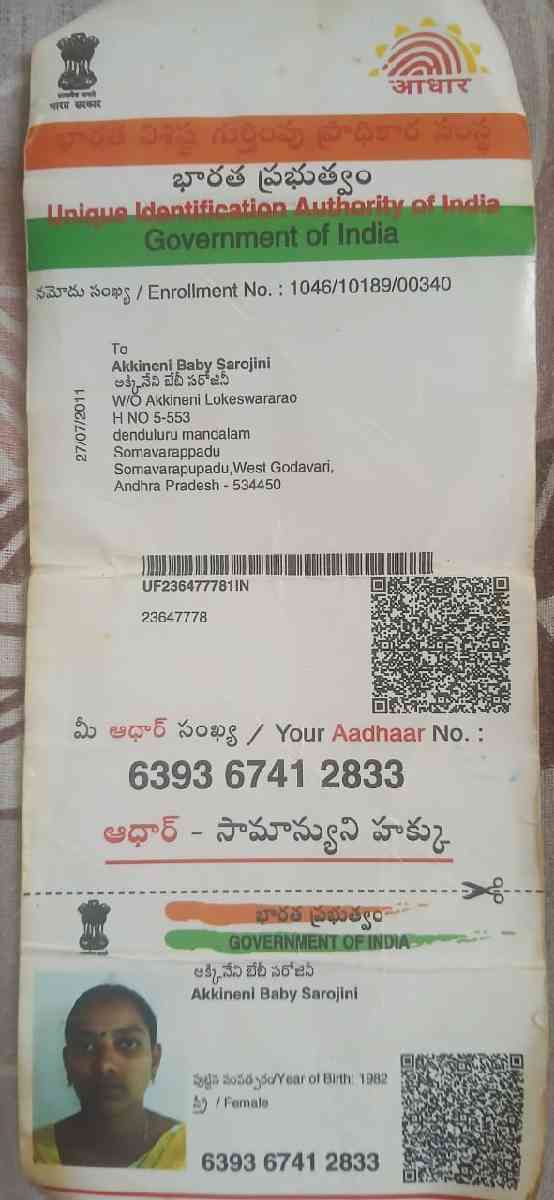 भारत सरकार
आधार
భారత విశిష్ట గుర్తింపు ప్రాధికార సంస్థ
భారత ప్రభుత్వం
Unique Identification Authority of India
Government of India
నమోదు సంఖ్య / Enrollment No. : 1046/10189/00340
To
Akkineni Baby Sarojini
అక్కినేని బేబీ సరోజినీ
W/O Akkineni Lokeswararao
H NO 5-553
denduluru mandalam
Somavarappadu
Somavarapupadu,West Godavari,
Andhra Pradesh - 534450
27/07/2011
UF236477781IN
23647778
మీ ఆధార్ సంఖ్య / Your Aadhaar No. :
6393 6741 2833
ఆధార్ - సామాన్యుని హక్కు
భారత ప్రభుత్వం
GOVERNMENT OF INDIA
అక్కినేని బేబీ సరోజినీ
Akkineni Baby Sarojini
పుట్టిన సంవత్సరం/Year of Birth: 1982
స్త్రీ / Female
6393 6741 2833